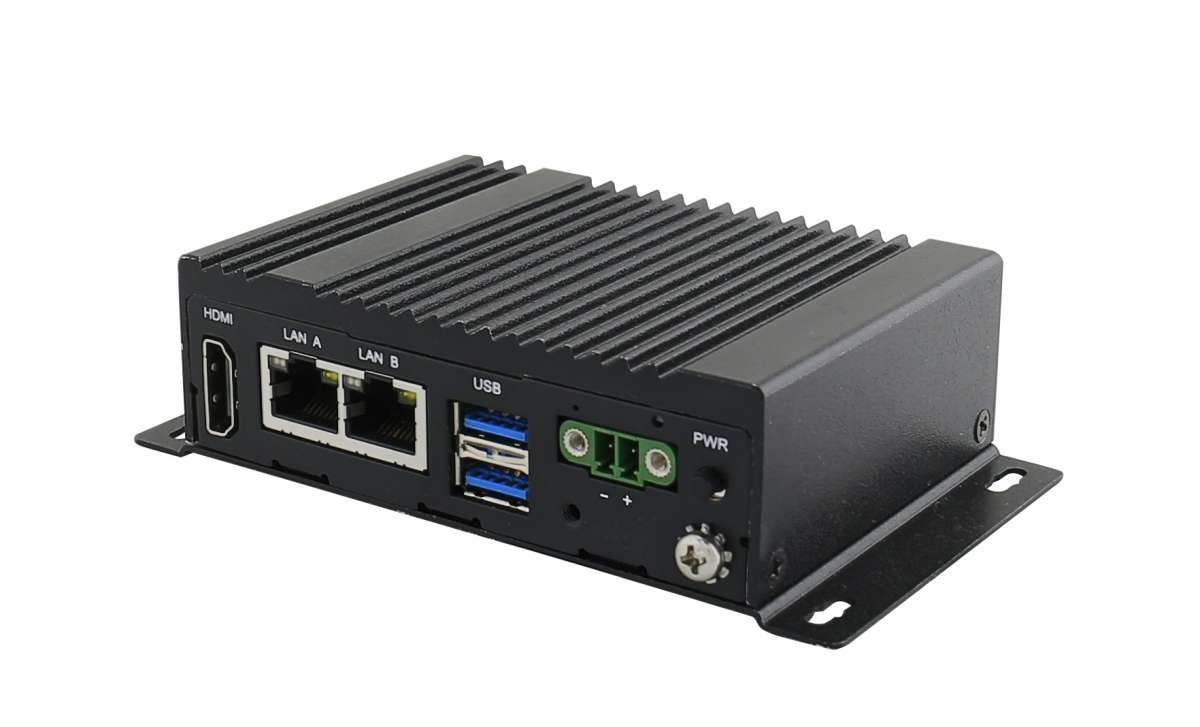 HDMI
LAN A
LAN B
USB
PWR
- +